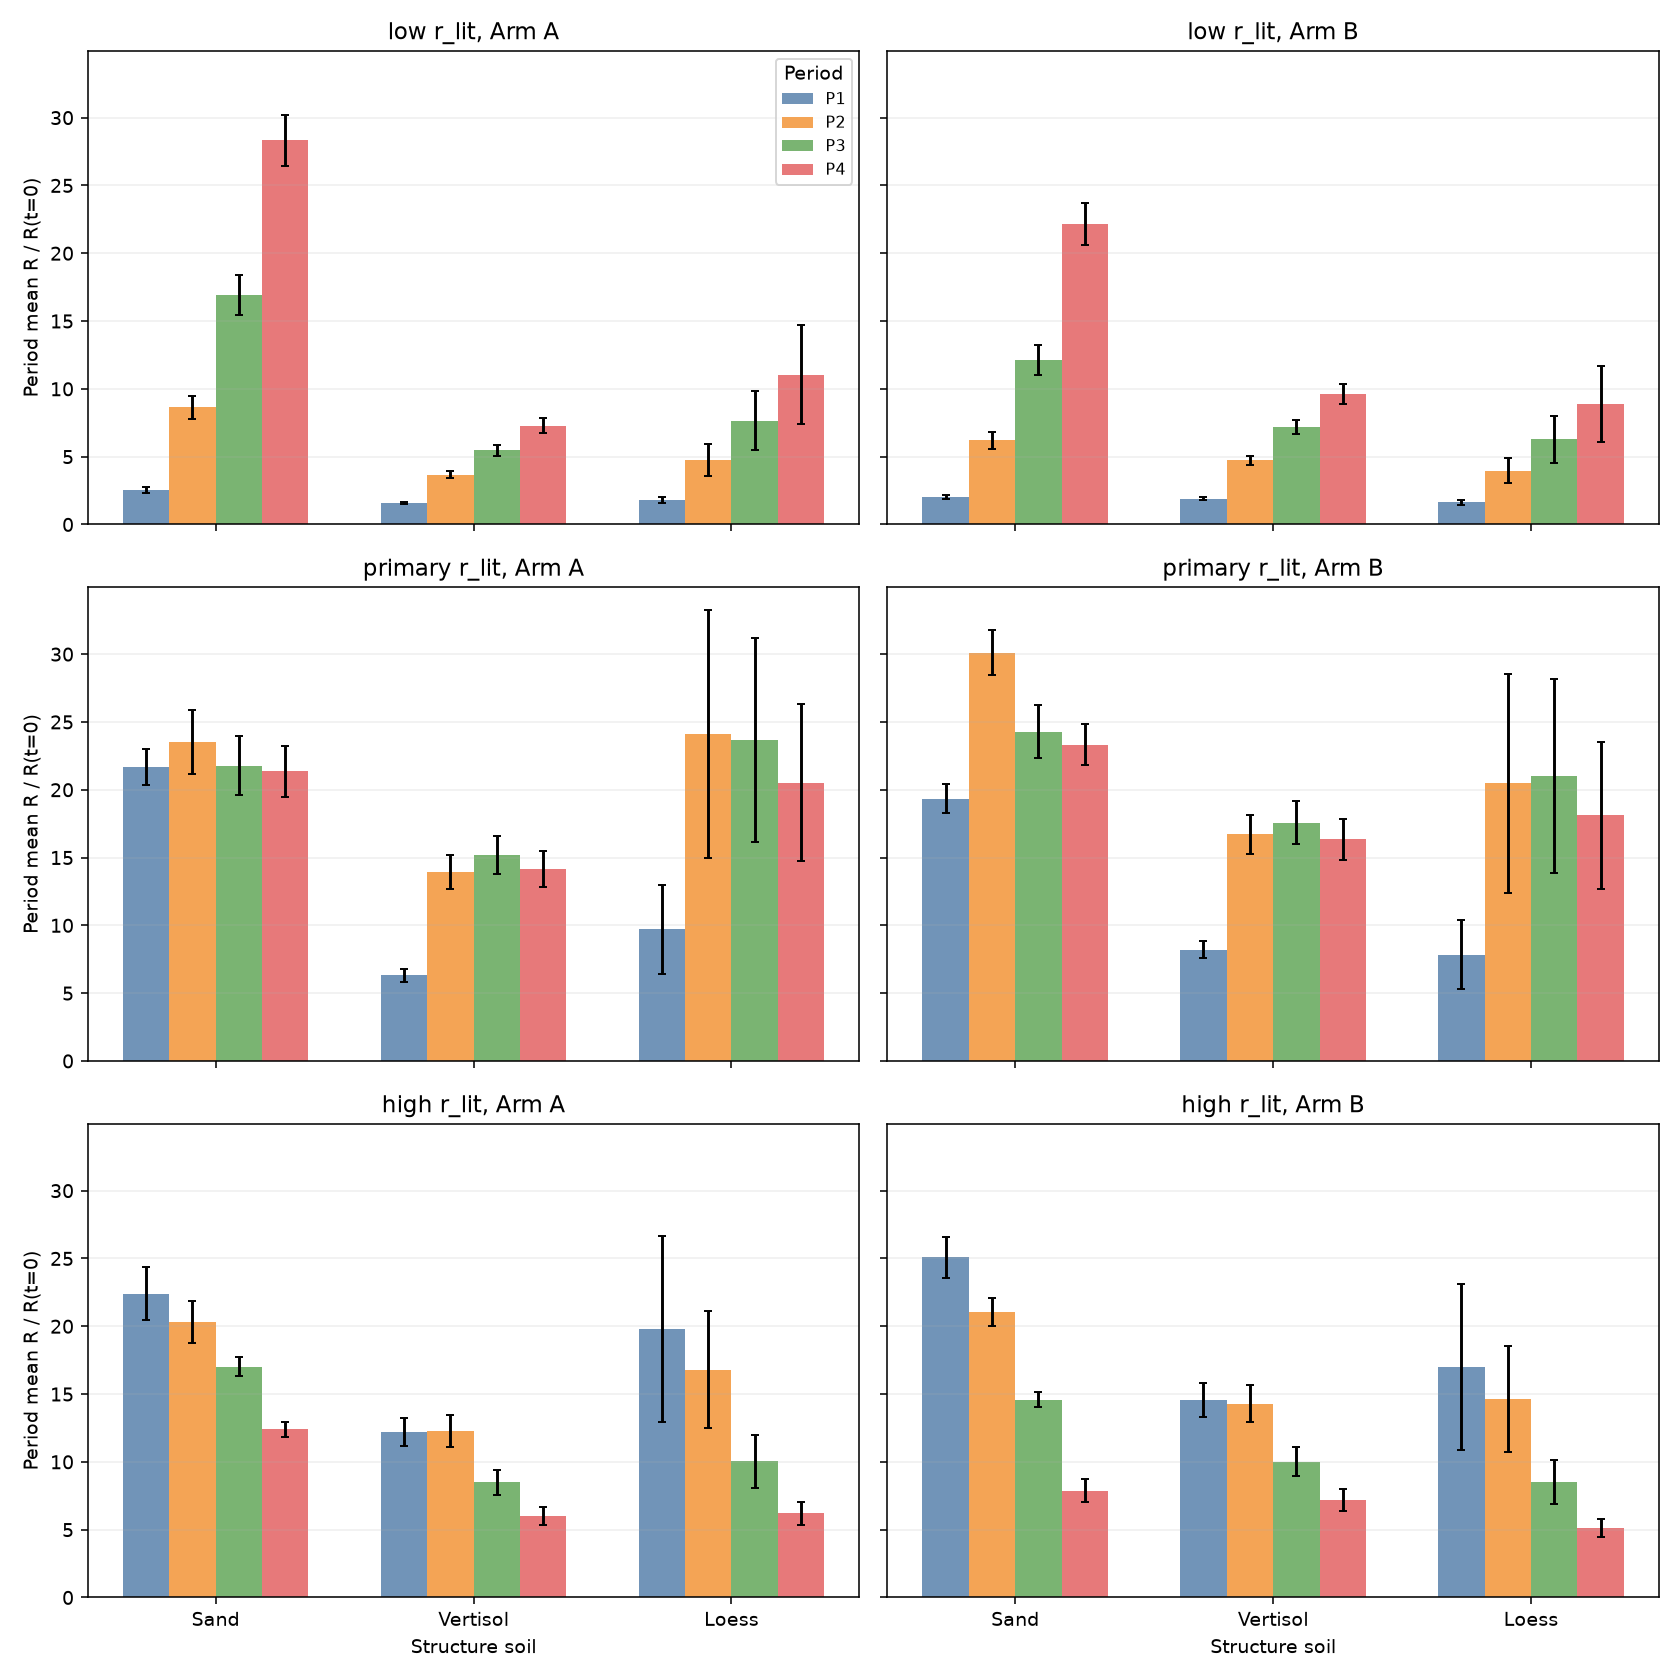 low r_lit, Arm A
low r_lit, Arm B
Period mean R / R(t=0)
30
25
20
15
10
5
0
Period
P1
P2
P3
P4
primary r_lit, Arm A
primary r_lit, Arm B
Period mean R / R(t=0)
30
25
20
15
10
5
0
high r_lit, Arm A
high r_lit, Arm B
Period mean R / R(t=0)
30
25
20
15
10
5
0
Sand Vertisol Loess
Structure soil
Sand Vertisol Loess
Structure soil